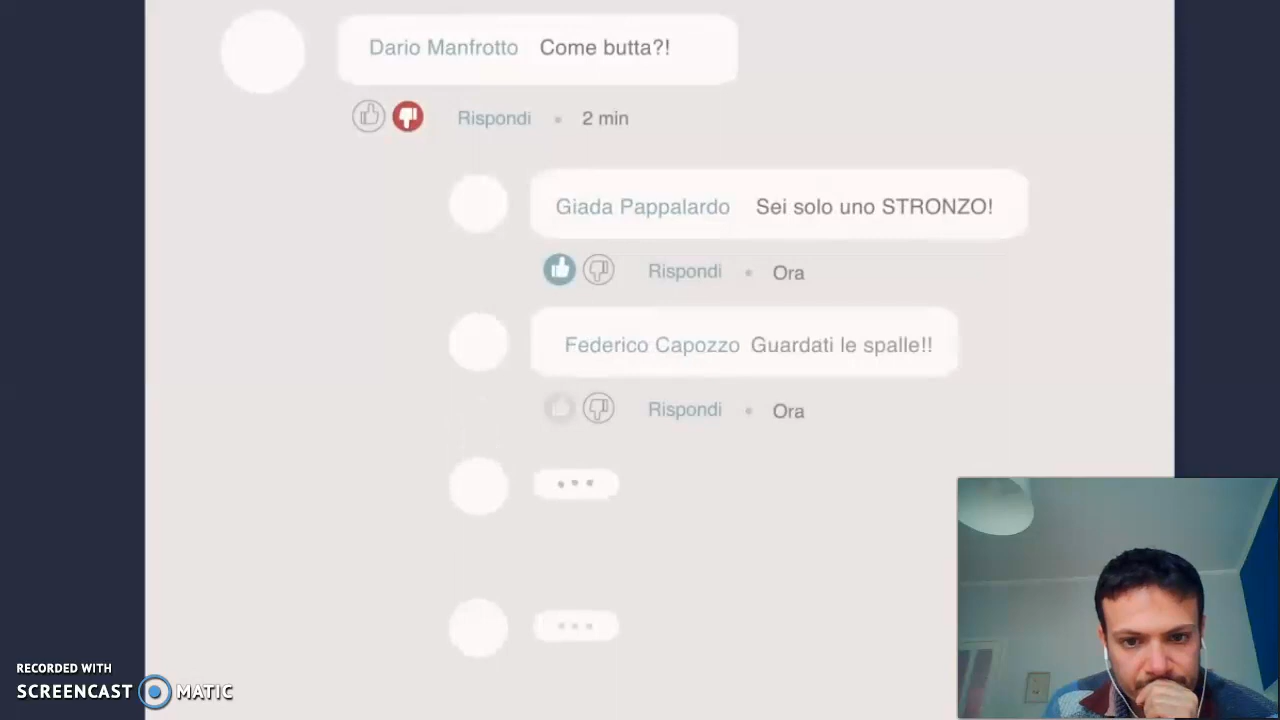 Dario Manfrotto Come butta?!
Rispondi • 2 min
Giada Pappalardo Sei solo uno STRONZO!
Rispondi • Ora
Federico Capozzo Guardati le spalle!!
Rispondi • Ora
RECORDED WITH
SCREENCAST MATIC